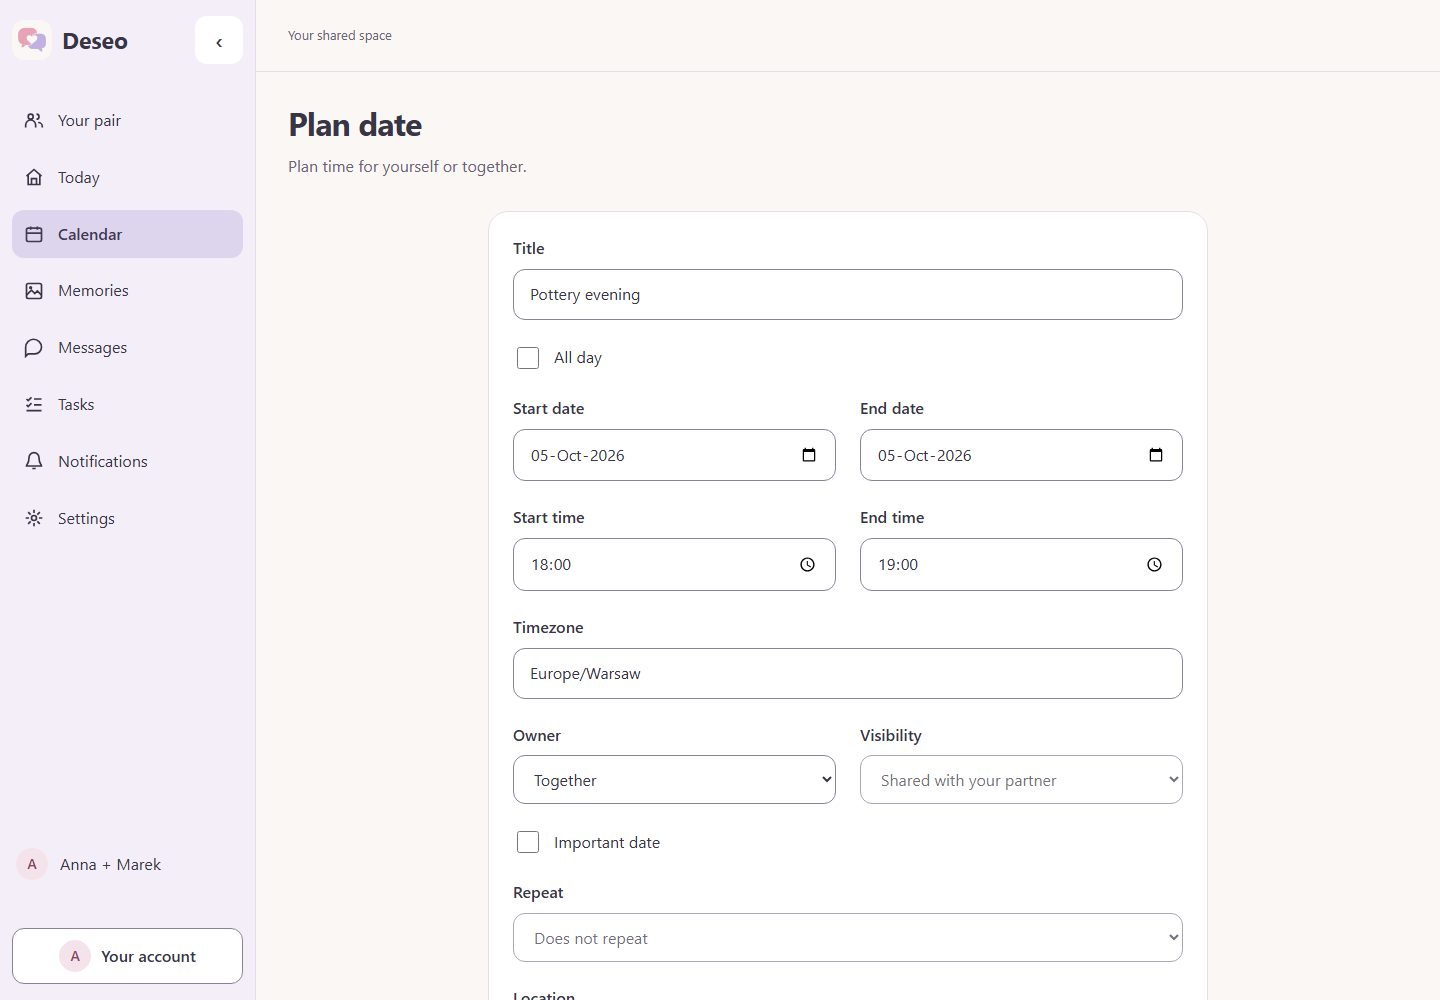 Deseo
‹
Your shared space
Your pair
Today
Calendar
Memories
Messages
Tasks
Notifications
Settings
A Anna + Marek
A Your account
Plan date
Plan time for yourself or together.
Title
Pottery evening
All day
Start date End date
05-Oct-2026 05-Oct-2026
Start time End time
18:00 19:00
Timezone
Europe/Warsaw
Owner Visibility
Together Shared with your partner
Important date
Repeat
Does not repeat
Location